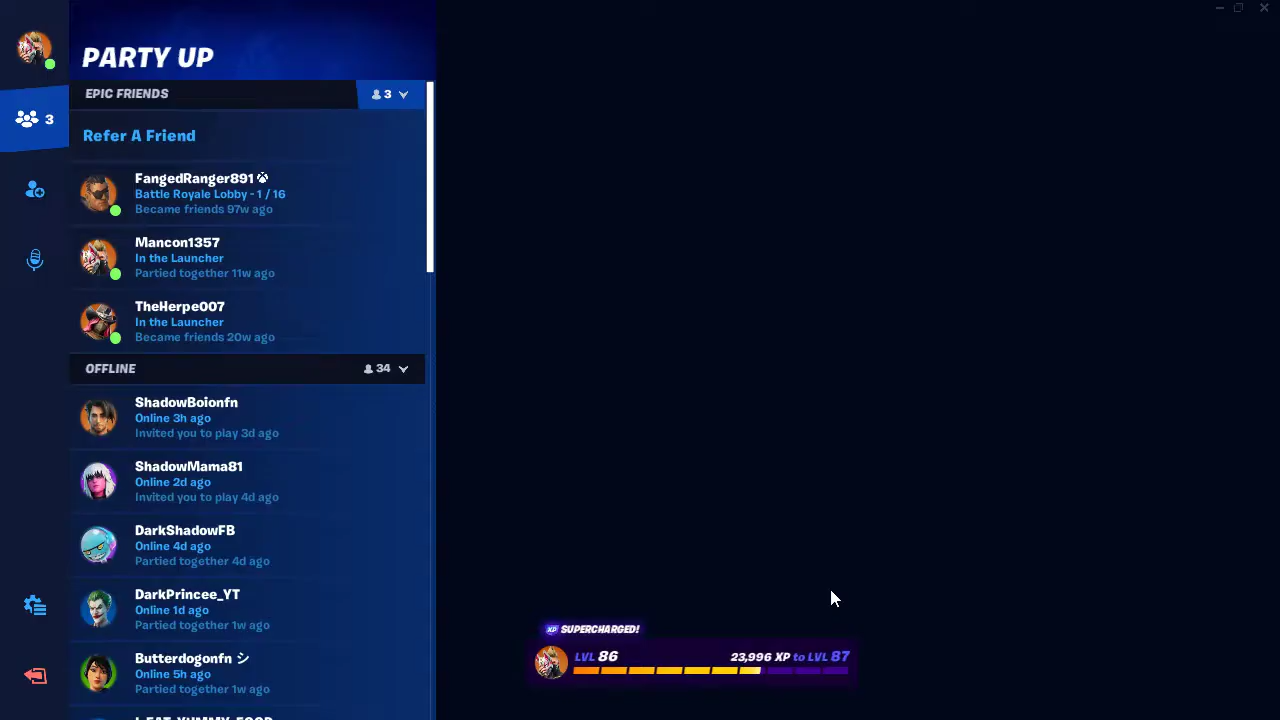 PARTY UP
EPIC FRIENDS 3
3
Refer A Friend
FangedRanger891
Battle Royale Lobby - 1 / 16
Became friends 97w ago
Mancon1357
In the Launcher
Partied together 11w ago
TheHerpe007
In the Launcher
Became friends 20w ago
OFFLINE 34
ShadowBoionfn
Online 3h ago
Invited you to play 3d ago
ShadowMama81
Online 2d ago
Invited you to play 4d ago
DarkShadowFB
Online 4d ago
Partied together 4d ago
DarkPrincee_YT
Online 1d ago
Partied together 1w ago
Butterdogonfn シ
Online 5h ago
Partied together 1w ago
XP SUPERCHARGED!
LVL 86 23,996 XP to LVL 87